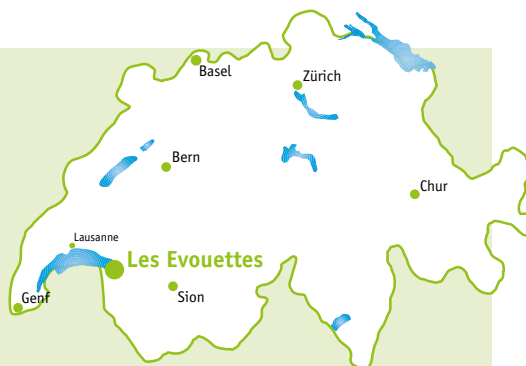 Basel
Zürich
Bern
Chur
Lausanne
Les Evouettes
Genf
Sion